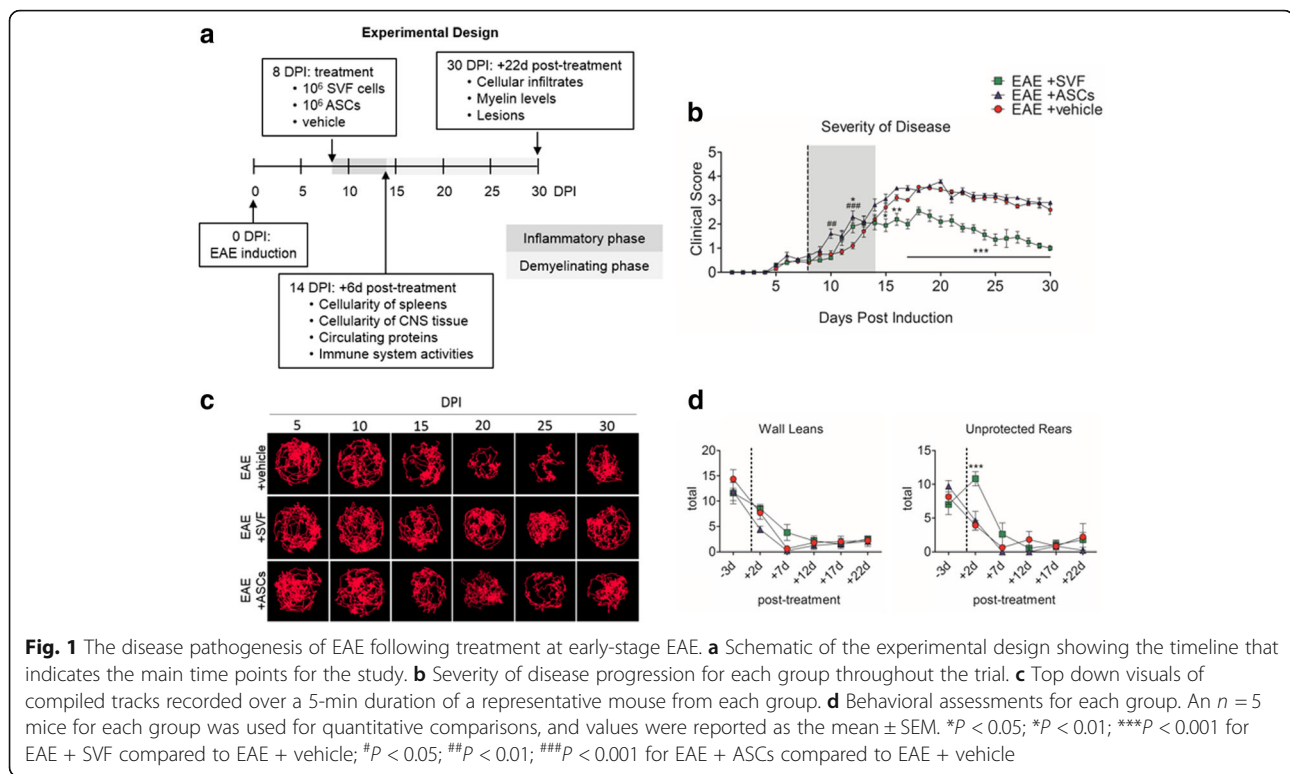 a
Experimental Design
8 DPI: treatment
• 10⁶ SVF cells
• 10⁶ ASCs
• vehicle
30 DPI: +22d post-treatment
• Cellular infiltrates
• Myelin levels
• Lesions
0 5 10 15 20 25 30 DPI
0 DPI:
EAE induction
Inflammatory phase
Demyelinating phase
14 DPI: +6d post-treatment
• Cellularity of spleens
• Cellularity of CNS tissue
• Circulating proteins
• Immune system activities
b
EAE +SVF
EAE +ASCs
EAE +vehicle
Severity of Disease
Clinical Score
5
4
3
2
1
0
##
*
###
*
**
***
5 10 15 20 25 30
Days Post Induction
c
DPI
5 10 15 20 25 30
EAE
+vehicle
EAE
+SVF
EAE
+ASCs
d
Wall Leans
total
20
15
10
5
0
-3d +2d +7d +12d +17d +22d
post-treatment
Unprotected Rears
total
20
15
10
5
0
***
-3d +2d +7d +12d +17d +22d
post-treatment
Fig. 1 The disease pathogenesis of EAE following treatment at early-stage EAE. a Schematic of the experimental design showing the timeline that
indicates the main time points for the study. b Severity of disease progression for each group throughout the trial. c Top down visuals of
compiled tracks recorded over a 5-min duration of a representative mouse from each group. d Behavioral assessments for each group. An n = 5
mice for each group was used for quantitative comparisons, and values were reported as the mean ± SEM. *P < 0.05; *P < 0.01; ***P < 0.001 for
EAE + SVF compared to EAE + vehicle; #P < 0.05; ##P < 0.01; ###P < 0.001 for EAE + ASCs compared to EAE + vehicle